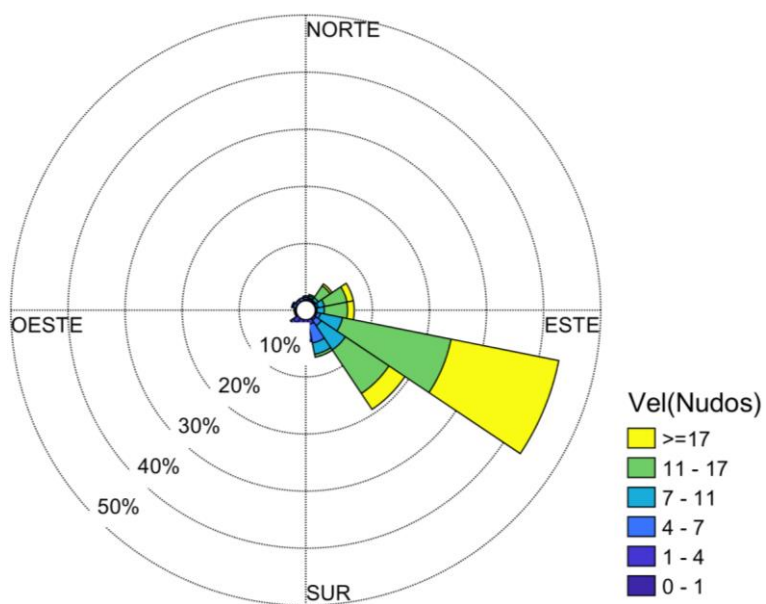 NORTE
OESTE
ESTE
10%
20%
30%
40%
50%
SUR
Vel(Nudos)
>=17
11 - 17
7 - 11
4 - 7
1 - 4
0 - 1